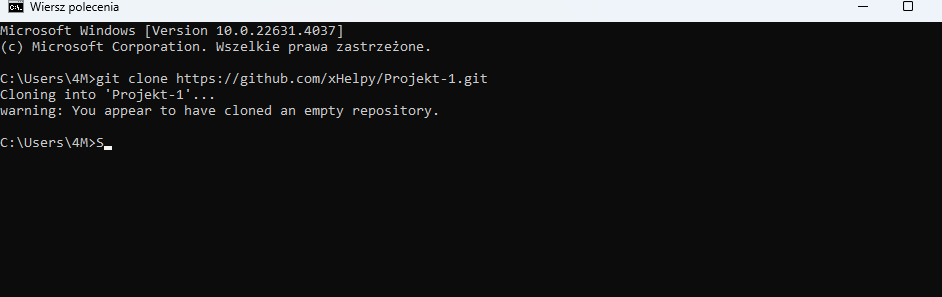 Wiersz polecenia
Microsoft Windows [Version 10.0.22631.4037]
(c) Microsoft Corporation. Wszelkie prawa zastrzeżone.
C:\Users\4M>git clone https://github.com/xHelpy/Projekt-1.git
Cloning into 'Projekt-1'...
warning: You appear to have cloned an empty repository.
C:\Users\4M>S